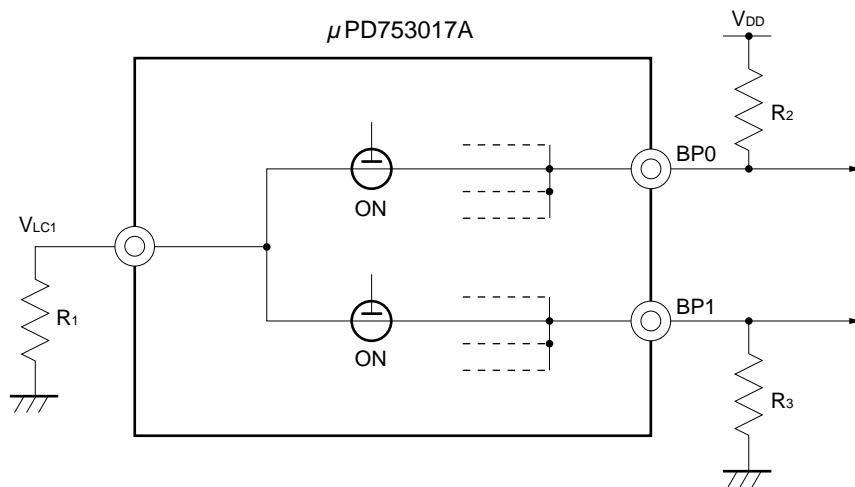 µPD753017A
VDD
R2
BP0
ON
VLC1
R1
BP1
ON
R3